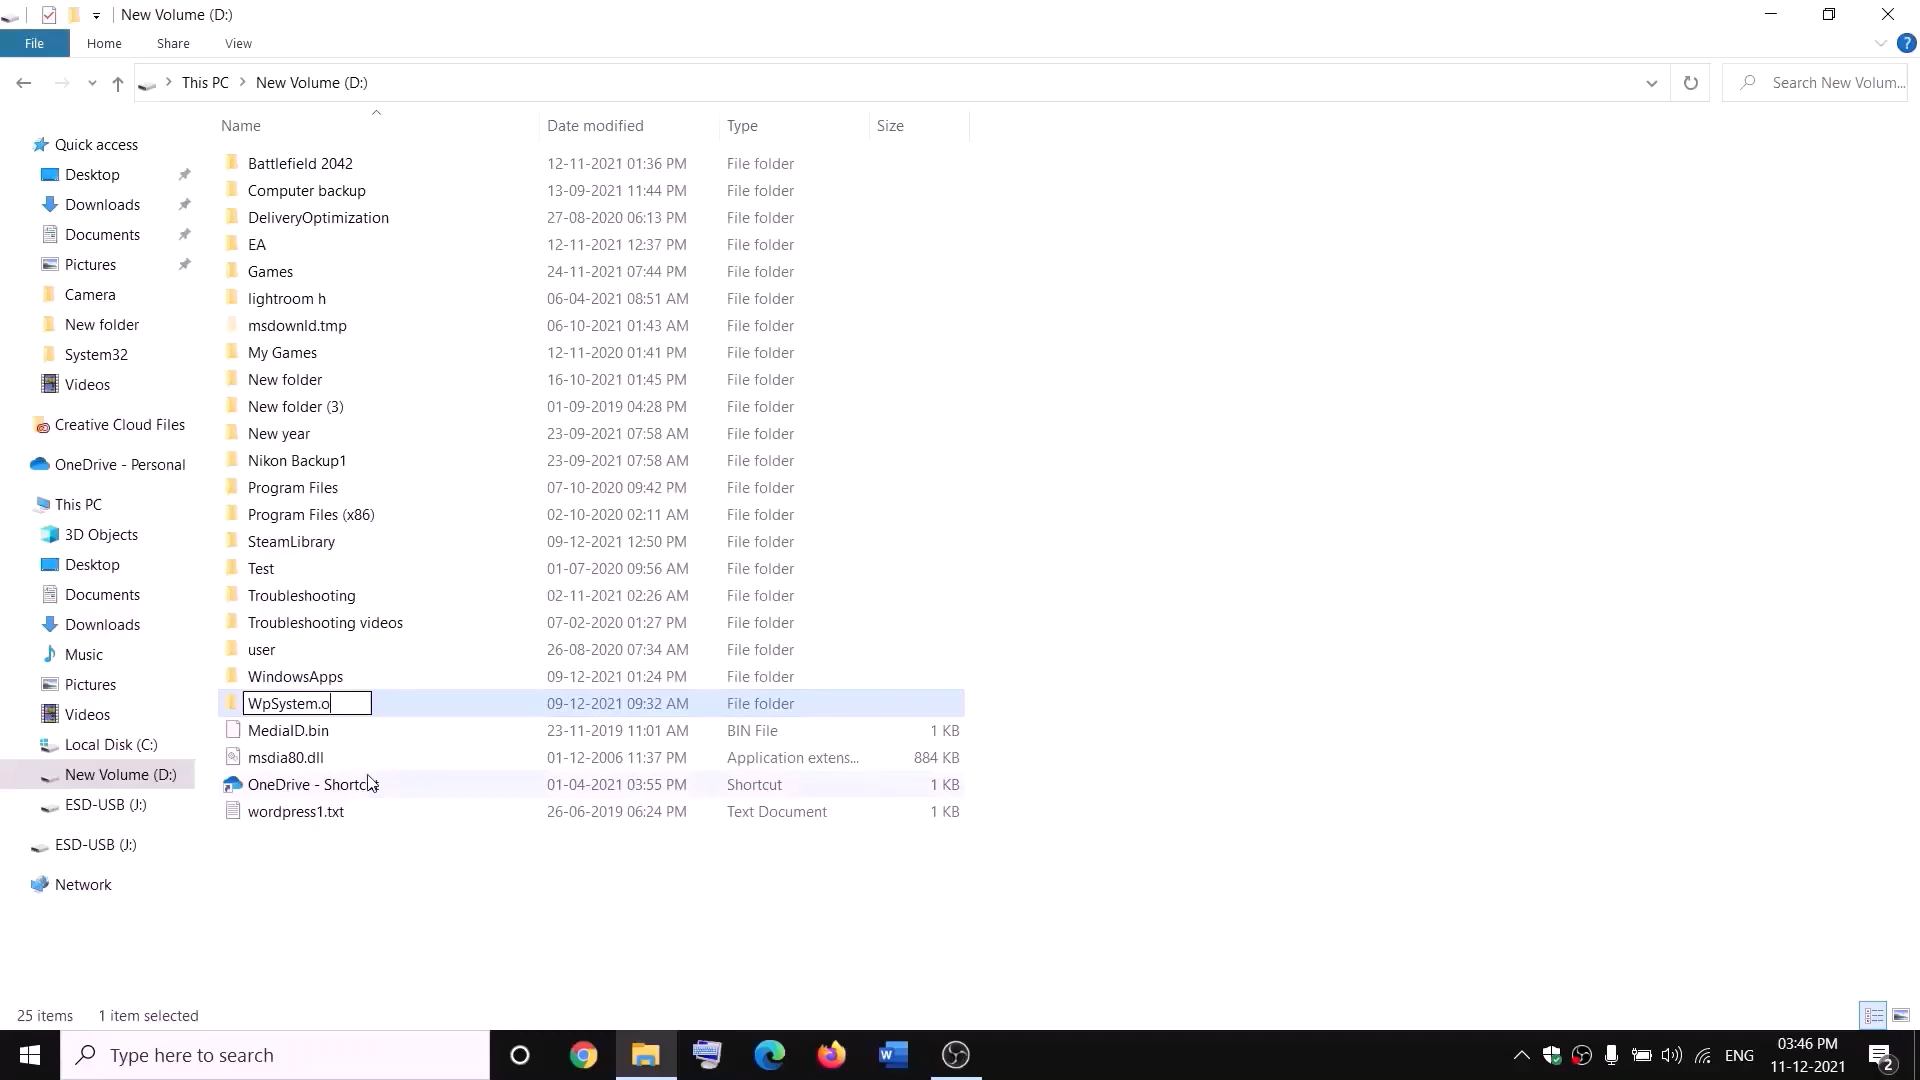 New Volume (D:)
File Home Share View
This PC New Volume (D:) Search New Volum...
Name Date modified Type Size
Quick access
Desktop
Downloads
Documents
Pictures
Camera
New folder
System32
Videos
Creative Cloud Files
OneDrive - Personal
This PC
3D Objects
Desktop
Documents
Downloads
Music
Pictures
Videos
Local Disk (C:)
New Volume (D:)
ESD-USB (J:)
ESD-USB (J:)
Network
Battlefield 2042 12-11-2021 01:36 PM File folder
Computer backup 13-09-2021 11:44 PM File folder
DeliveryOptimization 27-08-2020 06:13 PM File folder
EA 12-11-2021 12:37 PM File folder
Games 24-11-2021 07:44 PM File folder
lightroom h 06-04-2021 08:51 AM File folder
msdownld.tmp 06-10-2021 01:43 AM File folder
My Games 12-11-2020 01:41 PM File folder
New folder 16-10-2021 01:45 PM File folder
New folder (3) 01-09-2019 04:28 PM File folder
New year 23-09-2021 07:58 AM File folder
Nikon Backup1 23-09-2021 07:58 AM File folder
Program Files 07-10-2020 09:42 PM File folder
Program Files (x86) 02-10-2020 02:11 AM File folder
SteamLibrary 09-12-2021 12:50 PM File folder
Test 01-07-2020 09:56 AM File folder
Troubleshooting 02-11-2021 02:26 AM File folder
Troubleshooting videos 07-02-2020 01:27 PM File folder
user 26-08-2020 07:34 AM File folder
WindowsApps 09-12-2021 01:24 PM File folder
WpSystem.o 09-12-2021 09:32 AM File folder
MediaID.bin 23-11-2019 11:01 AM BIN File 1 KB
msdia80.dll 01-12-2006 11:37 PM Application extens... 884 KB
OneDrive - Shortcut 01-04-2021 03:55 PM Shortcut 1 KB
wordpress1.txt 26-06-2019 06:24 PM Text Document 1 KB
25 items 1 item selected
Type here to search
ENG
03:46 PM
11-12-2021
2